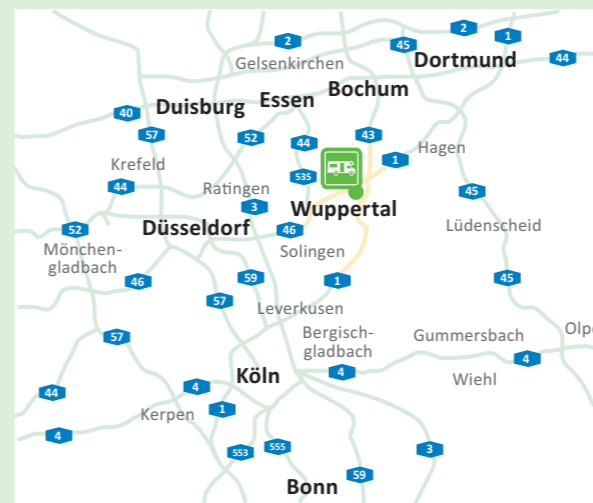 2
2
1
45
Dortmund
44
Gelsenkirchen
Bochum
Essen
Duisburg
40
57
52
44
43
Hagen
1
Krefeld
44
Ratingen
535
45
3
Wuppertal
52
Düsseldorf
46
Lüdenscheid
Mönchen-
gladbach
Solingen
46
59
1
45
57
Leverkusen
57
Bergisch-
gladbach
Gummersbach
Olpe
4
4
Köln
Wiehl
44
4
Kerpen
1
4
553
555
3
59
Bonn